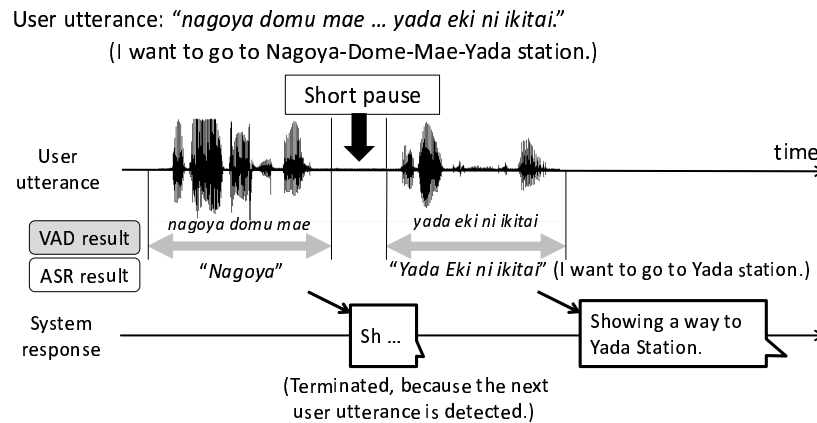 User utterance: “nagoya domu mae ... yada eki ni ikitai.”
(I want to go to Nagoya-Dome-Mae-Yada station.)
Short pause
User
utterance
time
nagoya domu mae
yada eki ni ikitai
VAD result
ASR result
“Nagoya”
“Yada Eki ni ikitai” (I want to go to Yada station.)
System
response
Sh ...
Showing a way to
Yada Station.
(Terminated, because the next
user utterance is detected.)